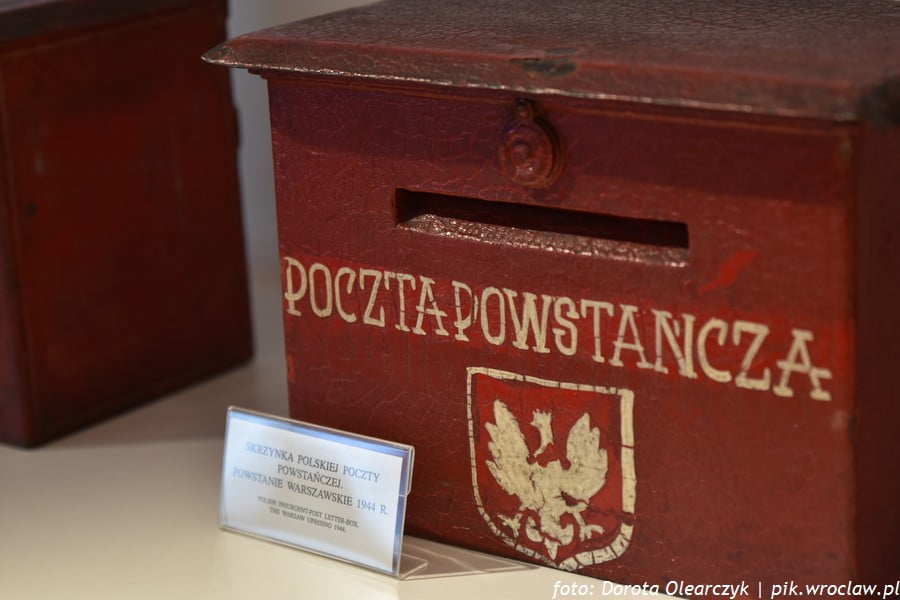 POCZTA POWSTAŃCZA
SKRZYNKA POLSKIEJ POCZTY
POWSTAŃCZEJ.
POWSTANIE WARSZAWSKIE 1944 R.
POLISH INSURGENT-POST LETTER-BOX.
THE WARSAW UPRISING 1944.
foto: Dorota Olearczyk | pik.wroclaw.pl